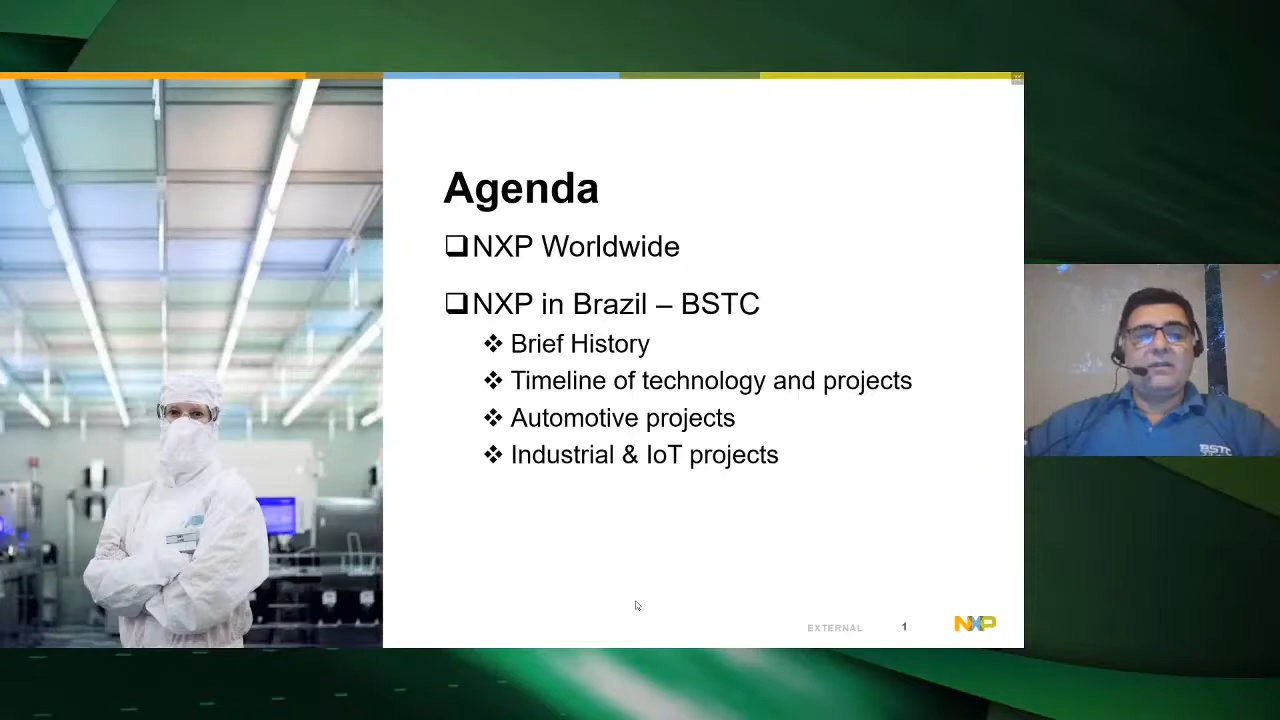 Agenda
NXP Worldwide
NXP in Brazil – BSTC
Brief History
Timeline of technology and projects
Automotive projects
Industrial & IoT projects
BSTC
EXTERNAL
1
NXP